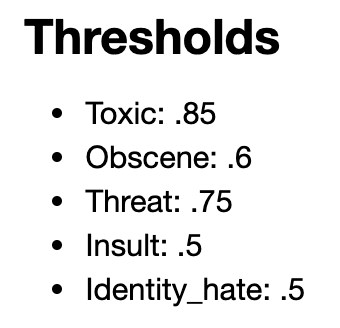 Thresholds
• Toxic: .85
• Obscene: .6
• Threat: .75
• Insult: .5
• Identity_hate: .5